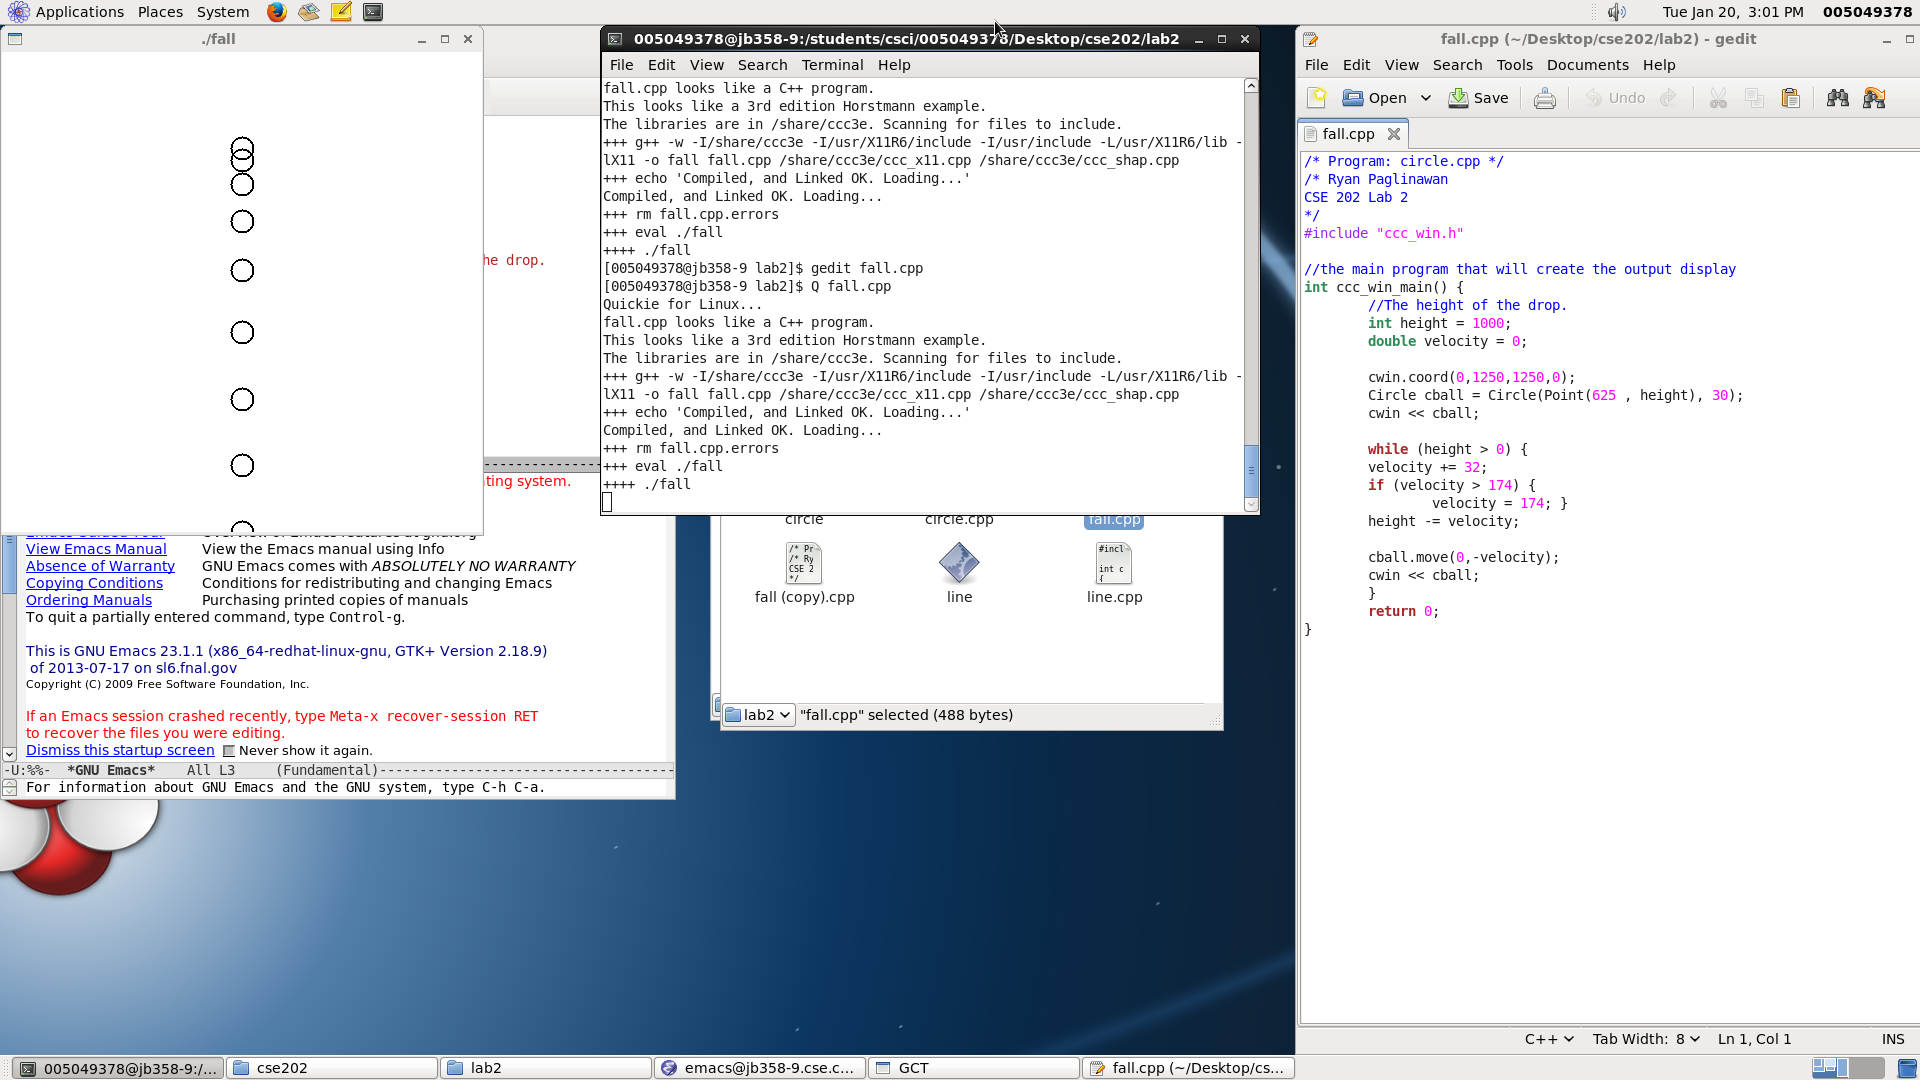 Applications Places System
Tue Jan 20, 3:01 PM 005049378
./fall
he drop.
ting system.
005049378@jb358-9:/students/csci/005049378/Desktop/cse202/lab2
File Edit View Search Terminal Help
fall.cpp looks like a C++ program.
This looks like a 3rd edition Horstmann example.
The libraries are in /share/ccc3e. Scanning for files to include.
+++ g++ -w -I/share/ccc3e -I/usr/X11R6/include -I/usr/include -L/usr/X11R6/lib -
lX11 -o fall fall.cpp /share/ccc3e/ccc_x11.cpp /share/ccc3e/ccc_shap.cpp
+++ echo 'Compiled, and Linked OK. Loading...'
Compiled, and Linked OK. Loading...
+++ rm fall.cpp.errors
+++ eval ./fall
++++ ./fall
[005049378@jb358-9 lab2]$ gedit fall.cpp
[005049378@jb358-9 lab2]$ Q fall.cpp
Quickie for Linux...
fall.cpp looks like a C++ program.
This looks like a 3rd edition Horstmann example.
The libraries are in /share/ccc3e. Scanning for files to include.
+++ g++ -w -I/share/ccc3e -I/usr/X11R6/include -I/usr/include -L/usr/X11R6/lib -
lX11 -o fall fall.cpp /share/ccc3e/ccc_x11.cpp /share/ccc3e/ccc_shap.cpp
+++ echo 'Compiled, and Linked OK. Loading...'
Compiled, and Linked OK. Loading...
+++ rm fall.cpp.errors
+++ eval ./fall
++++ ./fall
fall.cpp (~/Desktop/cse202/lab2) - gedit
File Edit View Search Tools Documents Help
Open Save Undo
fall.cpp
/* Program: circle.cpp */
/* Ryan Paglinawan
CSE 202 Lab 2
*/
#include "ccc_win.h"
//the main program that will create the output display
int ccc_win_main() {
//The height of the drop.
int height = 1000;
double velocity = 0;
cwin.coord(0,1250,1250,0);
Circle cball = Circle(Point(625 , height), 30);
cwin << cball;
while (height > 0) {
velocity += 32;
if (velocity > 174) {
velocity = 174; }
height -= velocity;
cball.move(0,-velocity);
cwin << cball;
}
return 0;
}
C++ Tab Width: 8 Ln 1, Col 1 INS
View Emacs Manual View the Emacs manual using Info
Absence of Warranty GNU Emacs comes with ABSOLUTELY NO WARRANTY
Copying Conditions Conditions for redistributing and changing Emacs
Ordering Manuals Purchasing printed copies of manuals
To quit a partially entered command, type Control-g.
This is GNU Emacs 23.1.1 (x86_64-redhat-linux-gnu, GTK+ Version 2.18.9)
of 2013-07-17 on sl6.fnal.gov
Copyright (C) 2009 Free Software Foundation, Inc.
If an Emacs session crashed recently, type Meta-x recover-session RET
to recover the files you were editing.
Dismiss this startup screen Never show it again.
-U:%%- *GNU Emacs* All L3 (Fundamental)-------------------------------------
For information about GNU Emacs and the GNU system, type C-h C-a.
circle circle.cpp fall.cpp
/* Pr
/* Ry
CSE 2
*/
#incl
int c
{
fall (copy).cpp line line.cpp
lab2 "fall.cpp" selected (488 bytes)
005049378@jb358-9:/... cse202 lab2 emacs@jb358-9.cse.c... GCT fall.cpp (~/Desktop/cs...